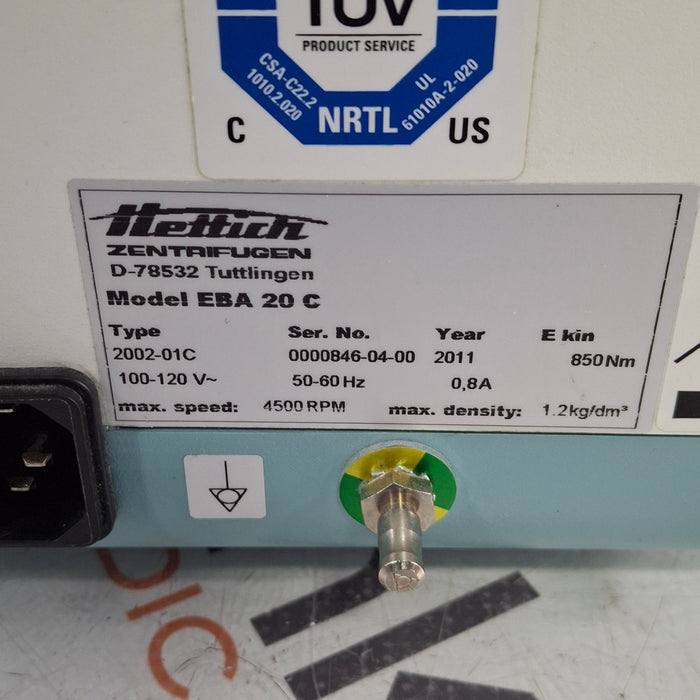 TÜV
PRODUCT SERVICE
CSA-C22.2
1010.2.020
UL
61010A-2-020
NRTL
C US
Hettich
ZENTRIFUGEN
D-78532 Tuttlingen
Model EBA 20 C
Type Ser. No. Year E kin
2002-01C 0000846-04-00 2011 850Nm
100-120 V~ 50-60 Hz 0,8A
max. speed: 4500 RPM max. density: 1.2kg/dm³
DIC